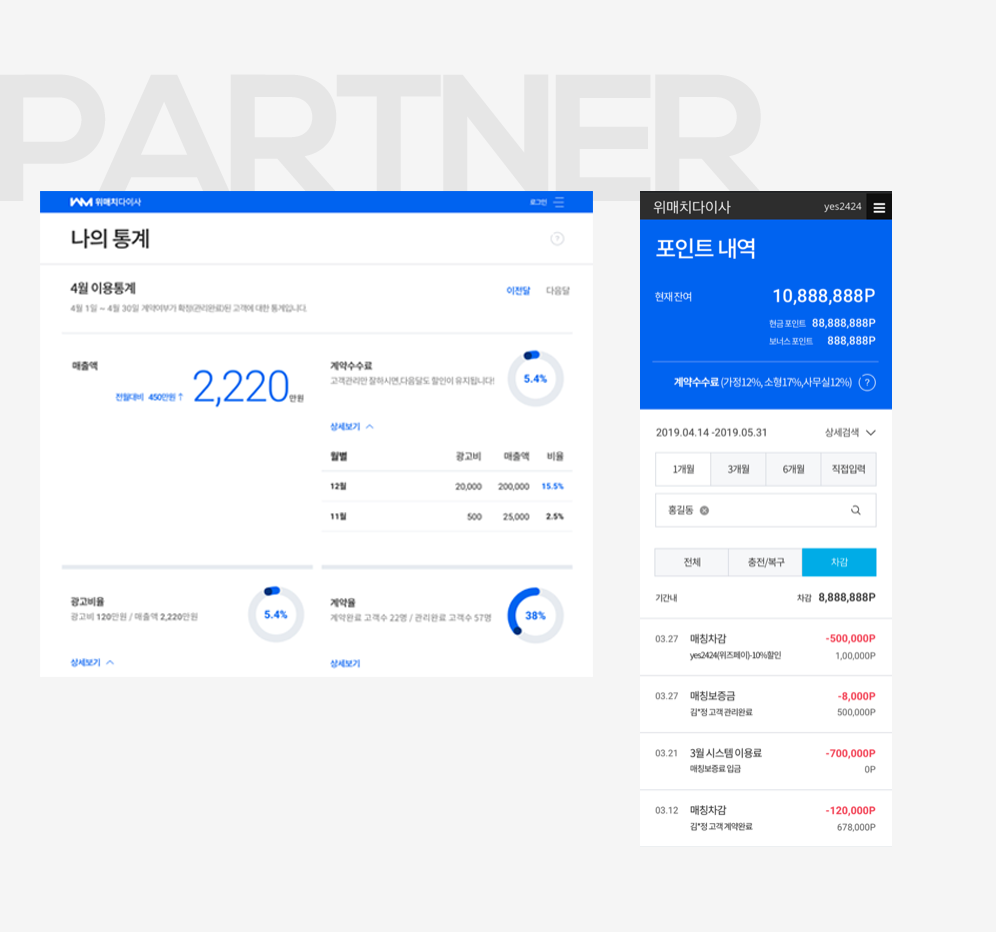 PARTNER
위매치다이사
로그인
나의 통계
?
4월 이용통계
이전달 다음달
4월 1일 ~ 4월 30일 계약여부가 확정(관리완료)된 고객에 대한 통계입니다.
매출액
전월대비 450만원↑ 2,220만원
계약수수료
고객관리만 잘하시면,다음달도 할인이 유지됩니다!
5.4%
상세보기
월별 광고비 매출액 비율
12월 20,000 200,000 15.5%
11월 500 25,000 2.5%
광고비율
광고비 120만원 / 매출액 2,220만원
5.4%
상세보기
계약율
계약완료 고객수 22명 / 관리완료 고객수 57명
38%
상세보기
위매치다이사 yes2424
포인트 내역
현재잔여 10,888,888P
현금 포인트 88,888,888P
보너스 포인트 888,888P
계약수수료 (가정12%, 소형17%,사무실12%) ?
2019.04.14 -2019.05.31 상세검색
1개월 3개월 6개월 직접입력
홍길동
전체 충전/복구 차감
기간내 차감 8,888,888P
03.27 매칭차감 -500,000P
yes2424(위즈페이)-10%할인 1,00,000P
03.27 매칭보증금 -8,000P
김*정 고객 관리완료 500,000P
03.21 3월 시스템 이용료 -700,000P
매칭보증료 입금 0P
03.12 매칭차감 -120,000P
김*정 고객 계약완료 678,000P